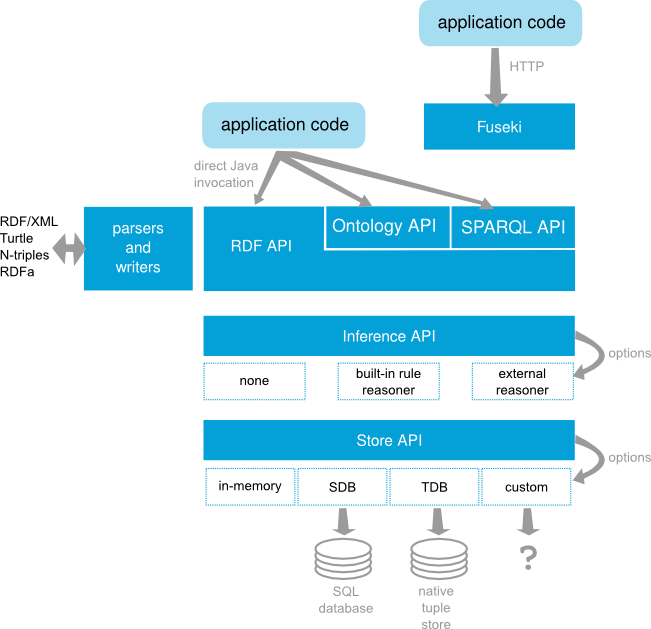 application code
HTTP
Fuseki
application code
direct Java
invocation
RDF/XML
Turtle
N-triples
RDFa
parsers
and
writers
RDF API
Ontology API
SPARQL API
Inference API
options
none
built-in rule
reasoner
external
reasoner
Store API
options
in-memory
SDB
TDB
custom
?
SQL
database
native
tuple
store